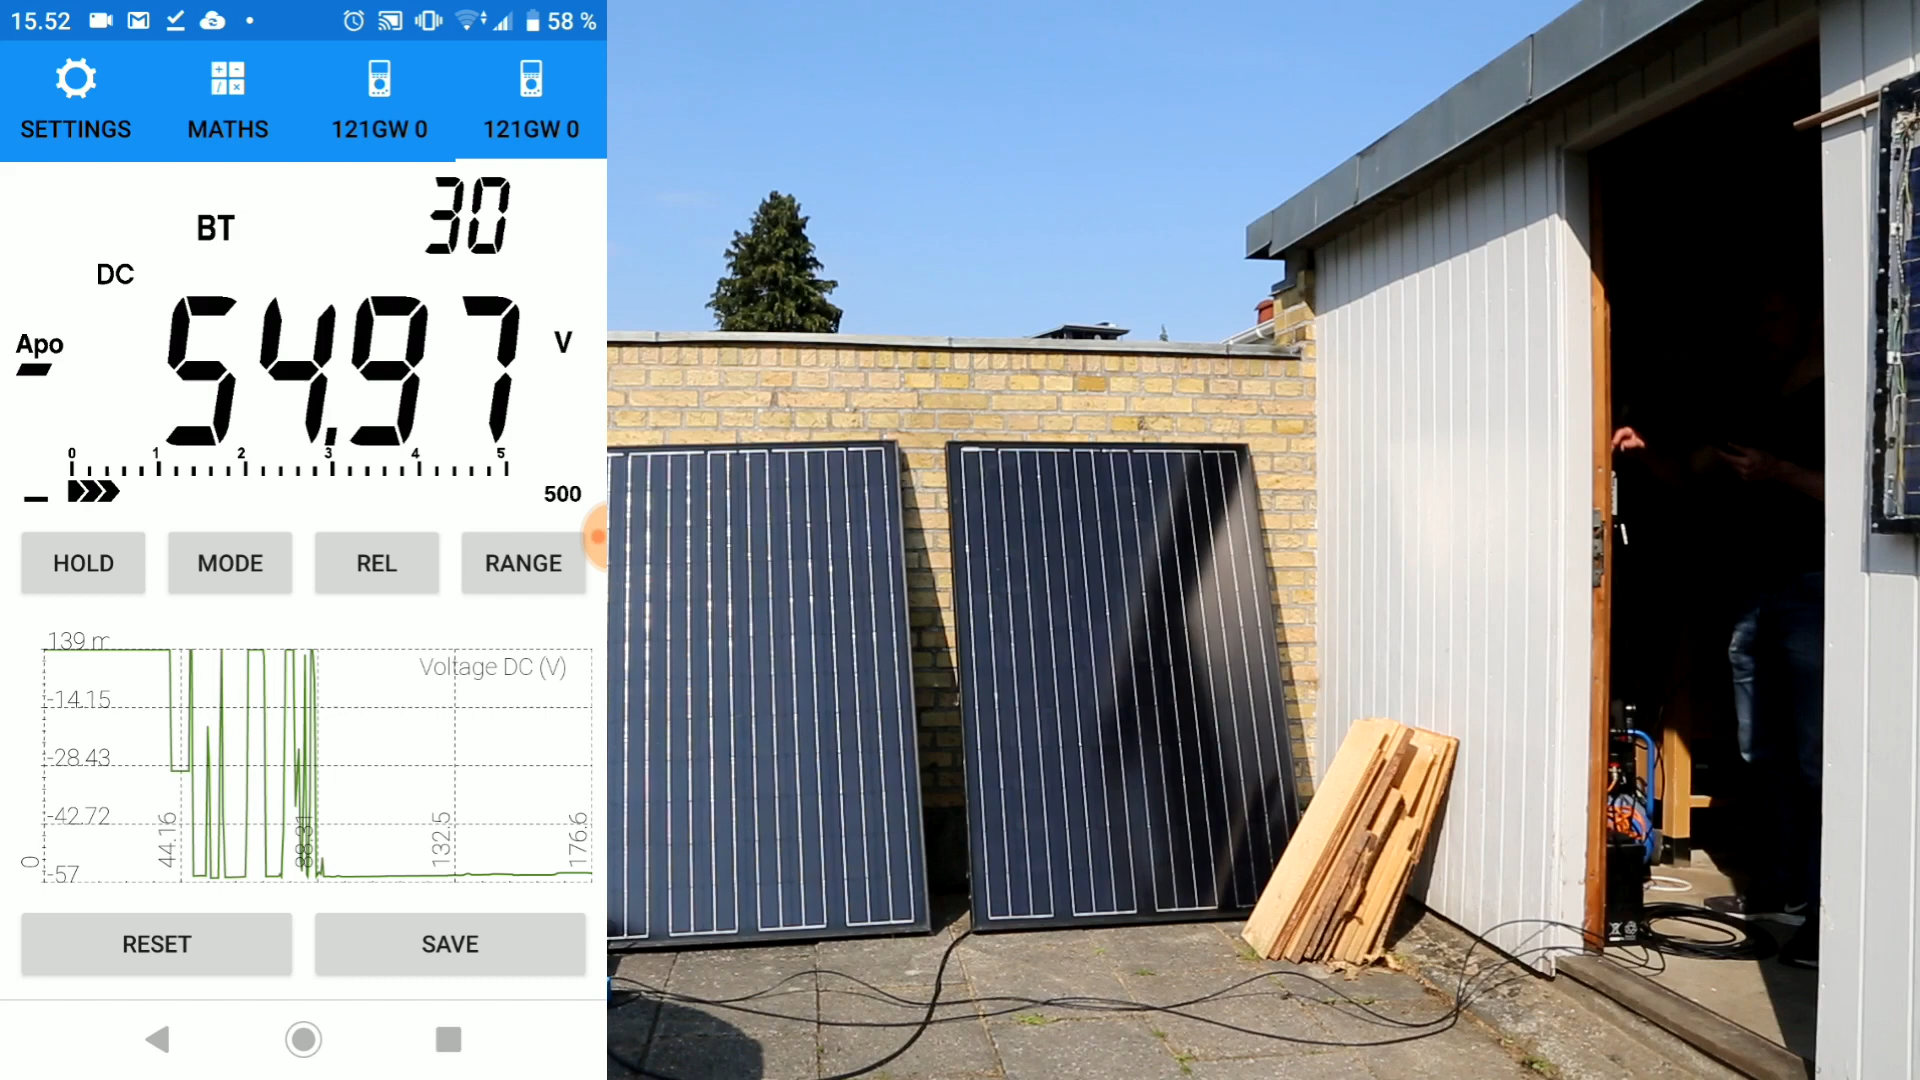 15.52 58 %
SETTINGS MATHS 121GW 0 121GW 0
BT 30
DC
Apo
-54.97 V
0 1 2 3 4 5
500
HOLD MODE REL RANGE
139 m
Voltage DC (V)
-14.15
-28.43
-42.72
-57
0 44.16 88.31 132.5 176.6
RESET SAVE